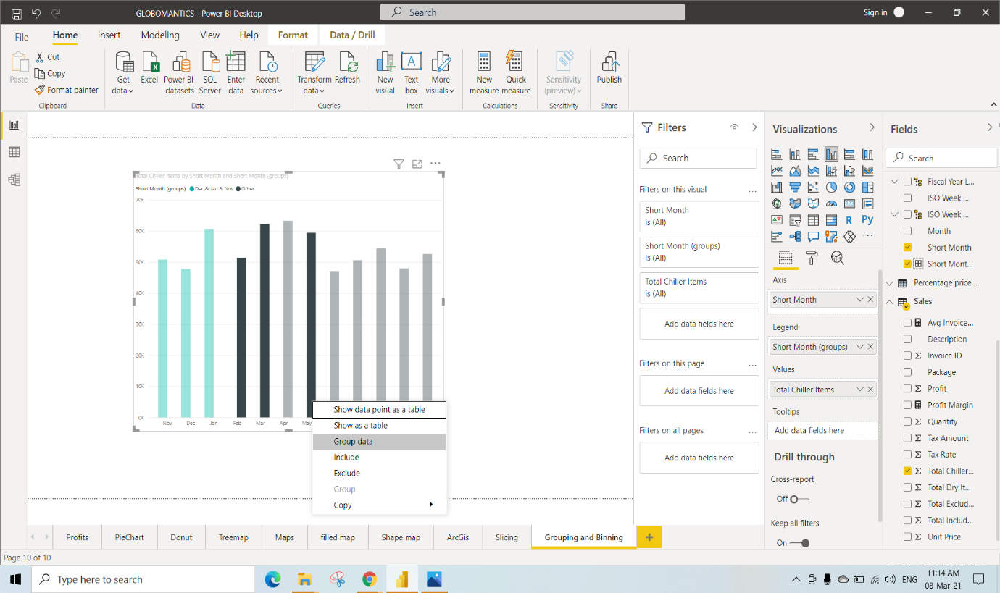 GLOBOMANTICS - Power BI Desktop
Search
Sign in
File
Home
Insert
Modeling
View
Help
Format
Data / Drill
Paste
Cut
Copy
Format painter
Clipboard
Get data
Excel
Power BI datasets
SQL Server
Enter data
Recent sources
Data
Transform data
Refresh
Queries
New visual
Text box
More visuals
Insert
New measure
Quick measure
Calculations
Sensitivity (preview)
Sensitivity
Publish
Share
Total Chiller Items by Short Month and Short Month (groups)
Short Month (groups) Dec & Jan & Nov Other
70K
60K
50K
40K
30K
20K
10K
0K
Nov Dec Jan Feb Mar Apr May
Show data point as a table
Show as a table
Group data
Include
Exclude
Group
Copy
Filters
Search
Filters on this visual ...
Short Month
is (All)
Short Month (groups)
is (All)
Total Chiller Items
is (All)
Add data fields here
Filters on this page ...
Add data fields here
Filters on all pages ...
Add data fields here
Visualizations
R
Py
123
...
Axis
Short Month
Legend
Short Month (groups)
Values
Total Chiller Items
Tooltips
Add data fields here
Drill through
Cross-report
Off
Keep all filters
On
Fields
Search
Fiscal Year L...
ISO Week ...
ISO Week ...
Month
Short Month
Short Mont...
Percentage price ...
Sales
Avg Invoice...
Description
Σ Invoice ID
Package
Σ Profit
Profit Margin
Σ Quantity
Σ Tax Amount
Σ Tax Rate
Σ Total Chiller...
Σ Total Dry It...
Σ Total Exclud...
Σ Total Includ...
Σ Unit Price
Profits
PieChart
Donut
Treemap
Maps
filled map
Shape map
ArcGis
Slicing
Grouping and Binning
+
Page 10 of 10
Type here to search
ENG
11:14 AM
08-Mar-21